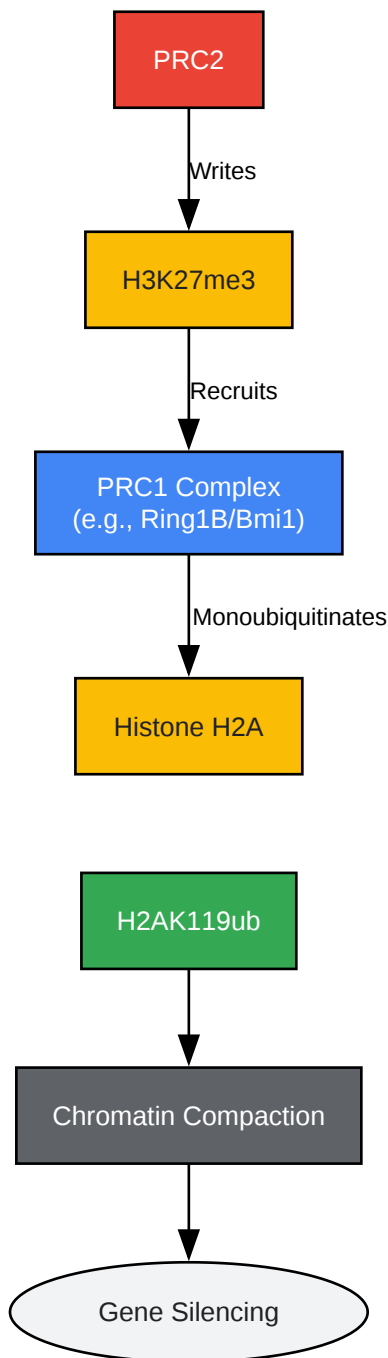 PRC2
Writes
H3K27me3
Recruits
PRC1 Complex
(e.g., Ring1B/Bmi1)
Monoubiquitinates
Histone H2A
H2AK119ub
Chromatin Compaction
Gene Silencing